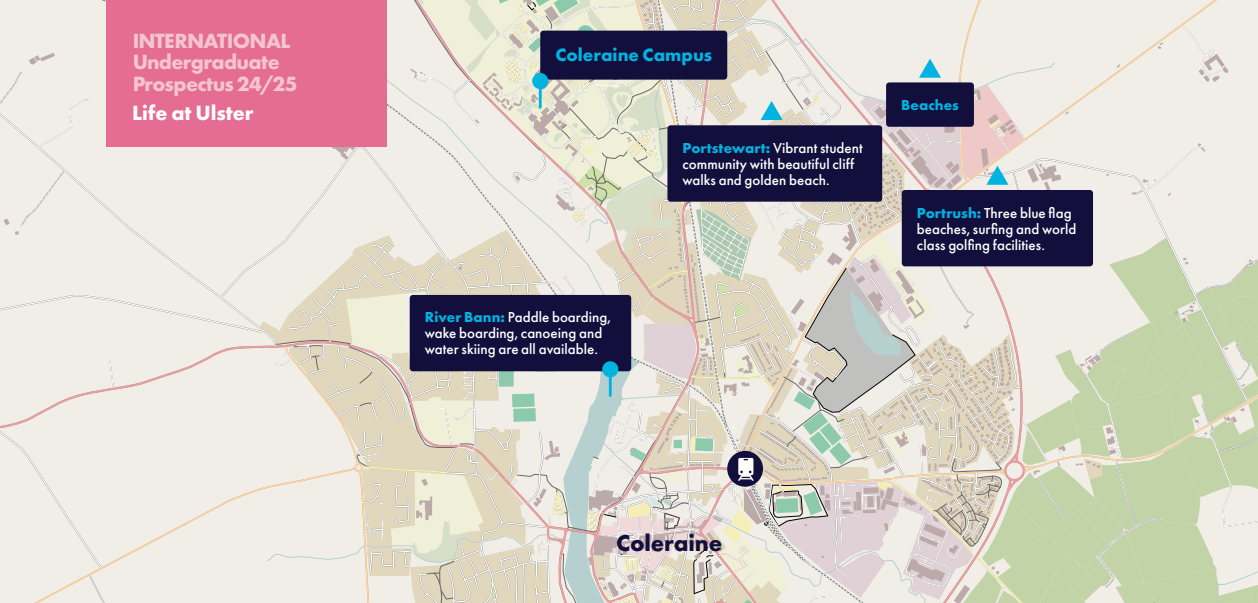 INTERNATIONAL
Undergraduate
Prospectus 24/25
Life at Ulster
Coleraine Campus
Beaches
Portstewart: Vibrant student
community with beautiful cliff
walks and golden beach.
Portrush: Three blue flag
beaches, surfing and world
class golfing facilities.
River Bann: Paddle boarding,
wake boarding, canoeing and
water skiing are all available.
Coleraine